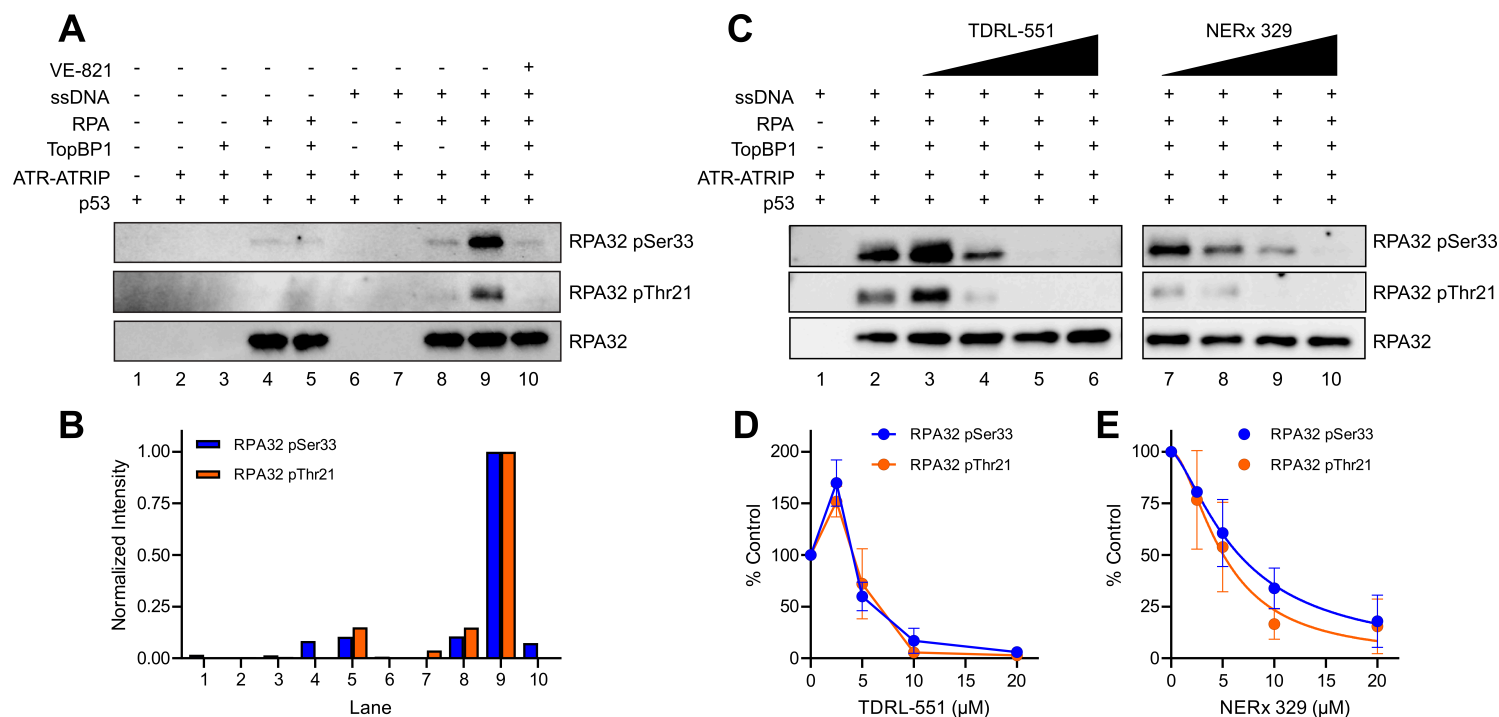 A
VE-821 - - - - - - - - - +
ssDNA - - - - - + + + + +
RPA - - - + + - - + + +
TopBP1 - - + - + - + - + +
ATR-ATRIP - + + + + + + + + +
p53 + + + + + + + + + +
RPA32 pSer33
RPA32 pThr21
RPA32
1 2 3 4 5 6 7 8 9 10
C
TDRL-551 NERx 329
ssDNA + + + + + + + + + +
RPA - + + + + + + + + +
TopBP1 - + + + + + + + + +
ATR-ATRIP + + + + + + + + + +
p53 + + + + + + + + + +
RPA32 pSer33
RPA32 pThr21
RPA32
1 2 3 4 5 6 7 8 9 10
B
RPA32 pSer33
RPA32 pThr21
Normalized Intensity
1.00
0.75
0.50
0.25
0.00
1 2 3 4 5 6 7 8 9 10
Lane
D
RPA32 pSer33
RPA32 pThr21
% Control
200
150
100
50
0
0 5 10 15 20
TDRL-551 (µM)
E
RPA32 pSer33
RPA32 pThr21
% Control
100
75
50
25
0
0 5 10 15 20
NERx 329 (µM)